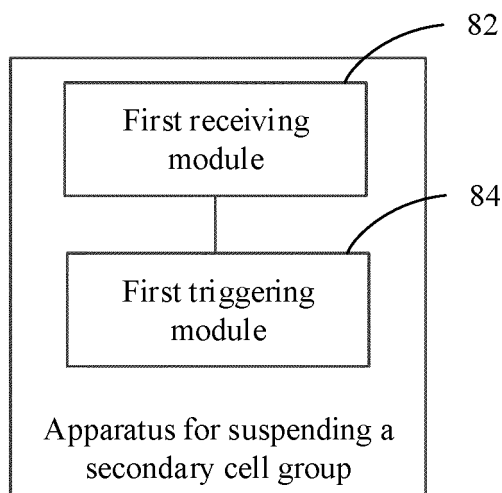 82
First receiving
module
84
First triggering
module
Apparatus for suspending a
secondary cell group